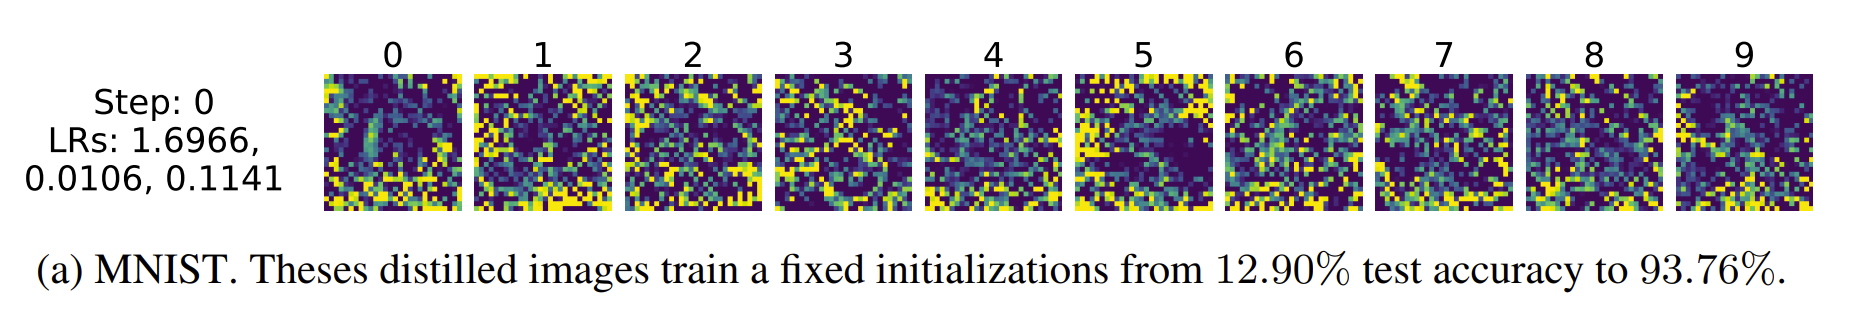 0 1 2 3 4 5 6 7 8 9
Step: 0
LRs: 1.6966,
0.0106, 0.1141
(a) MNIST. Theses distilled images train a fixed initializations from 12.90% test accuracy to 93.76%.